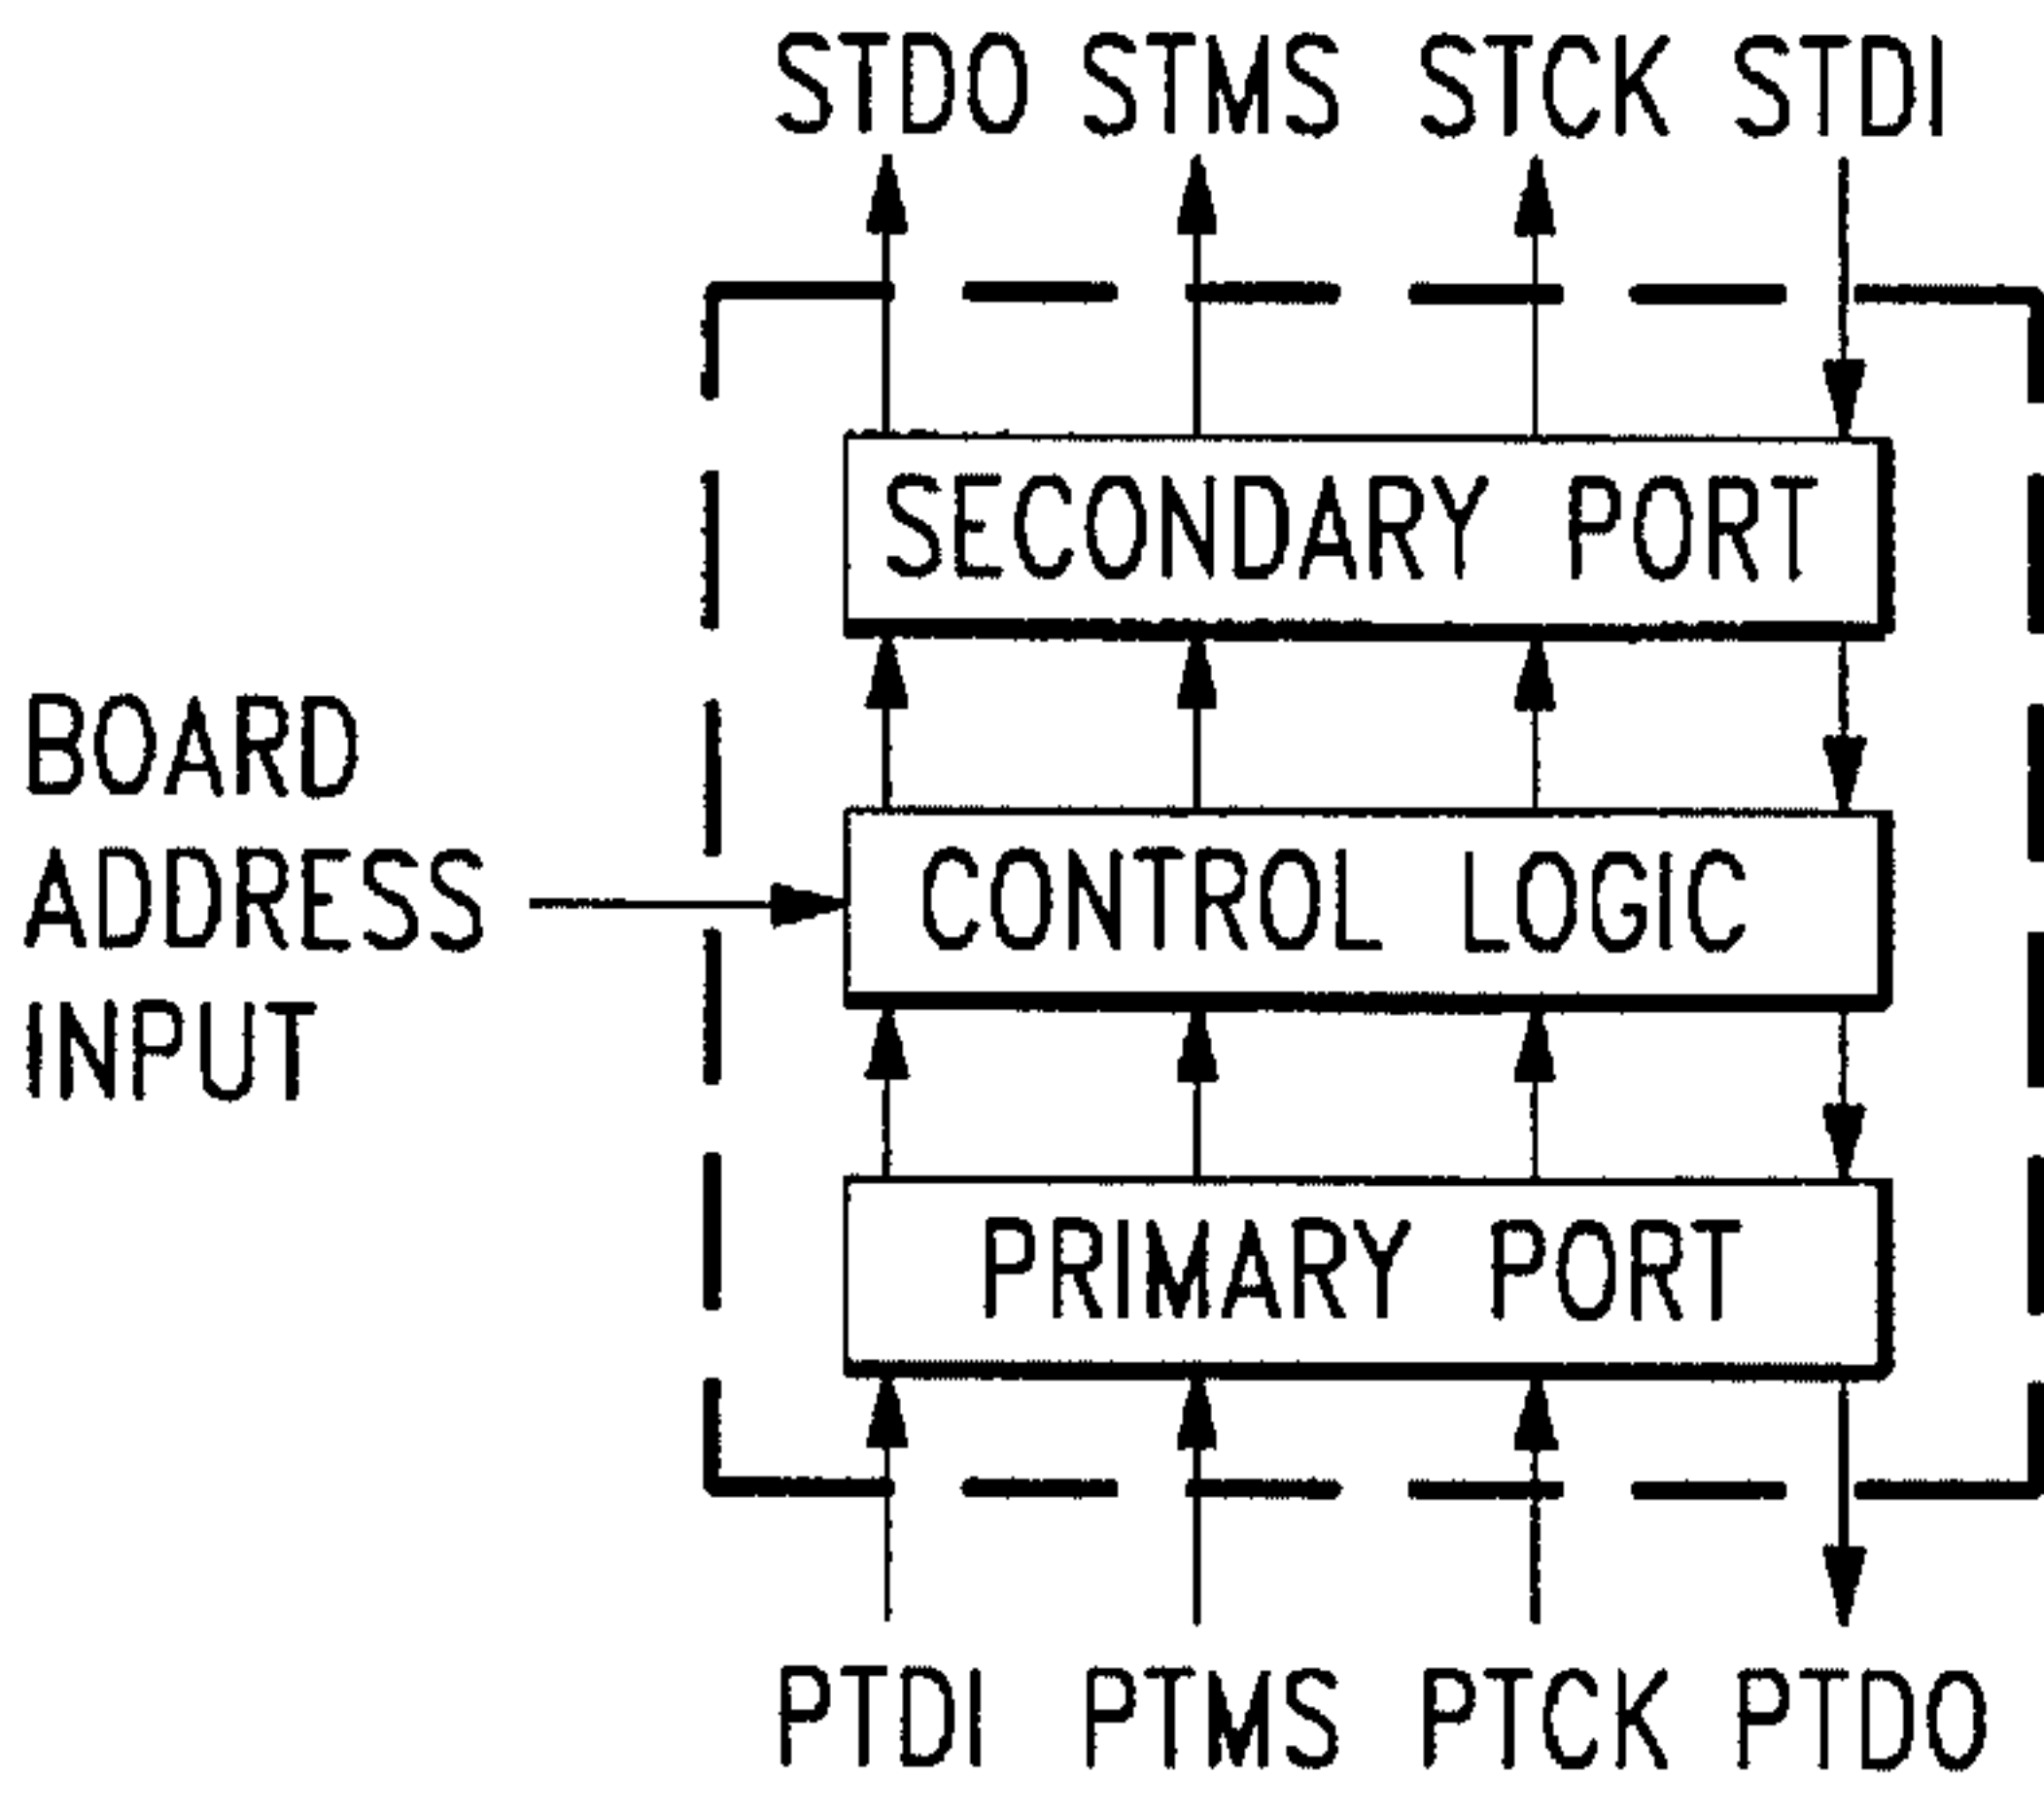 STDO STMS STCK STDI
SECONDARY PORT
BOARD
ADDRESS
INPUT
CONTROL LOGIC
PRIMARY PORT
PTDI PTMS PTCK PTDO